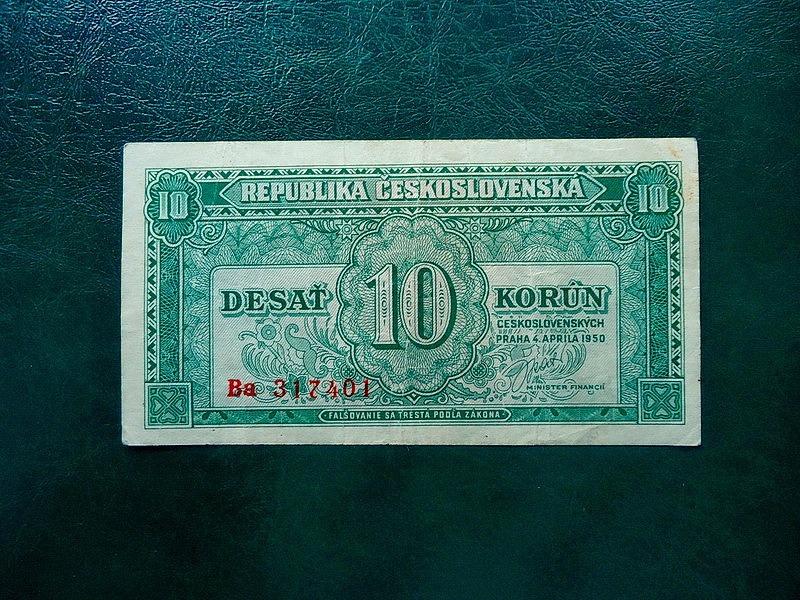 10 REPUBLIKA ČESKOSLOVENSKÁ 10
DESAŤ 10 KORÚN
ČESKOSLOVENSKÝCH
PRAHA 4. APRÍLA 1950
MINISTER FINANCIÍ
Ba 317401
FALŠOVANIE SA TRESTÁ PODĽA ZÁKONA